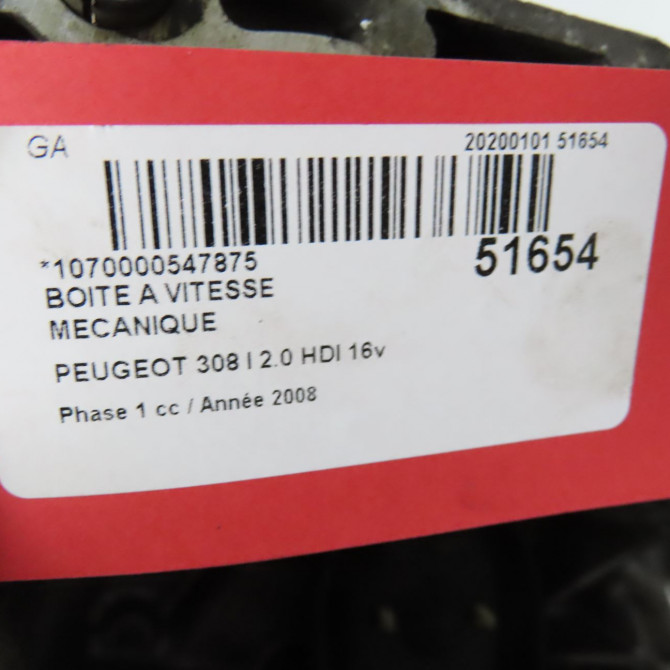 GA
20200101 51654
*1070000547875
51654
BOITE A VITESSE
MECANIQUE
PEUGEOT 308 I 2.0 HDI 16v
Phase 1 cc / Année 2008